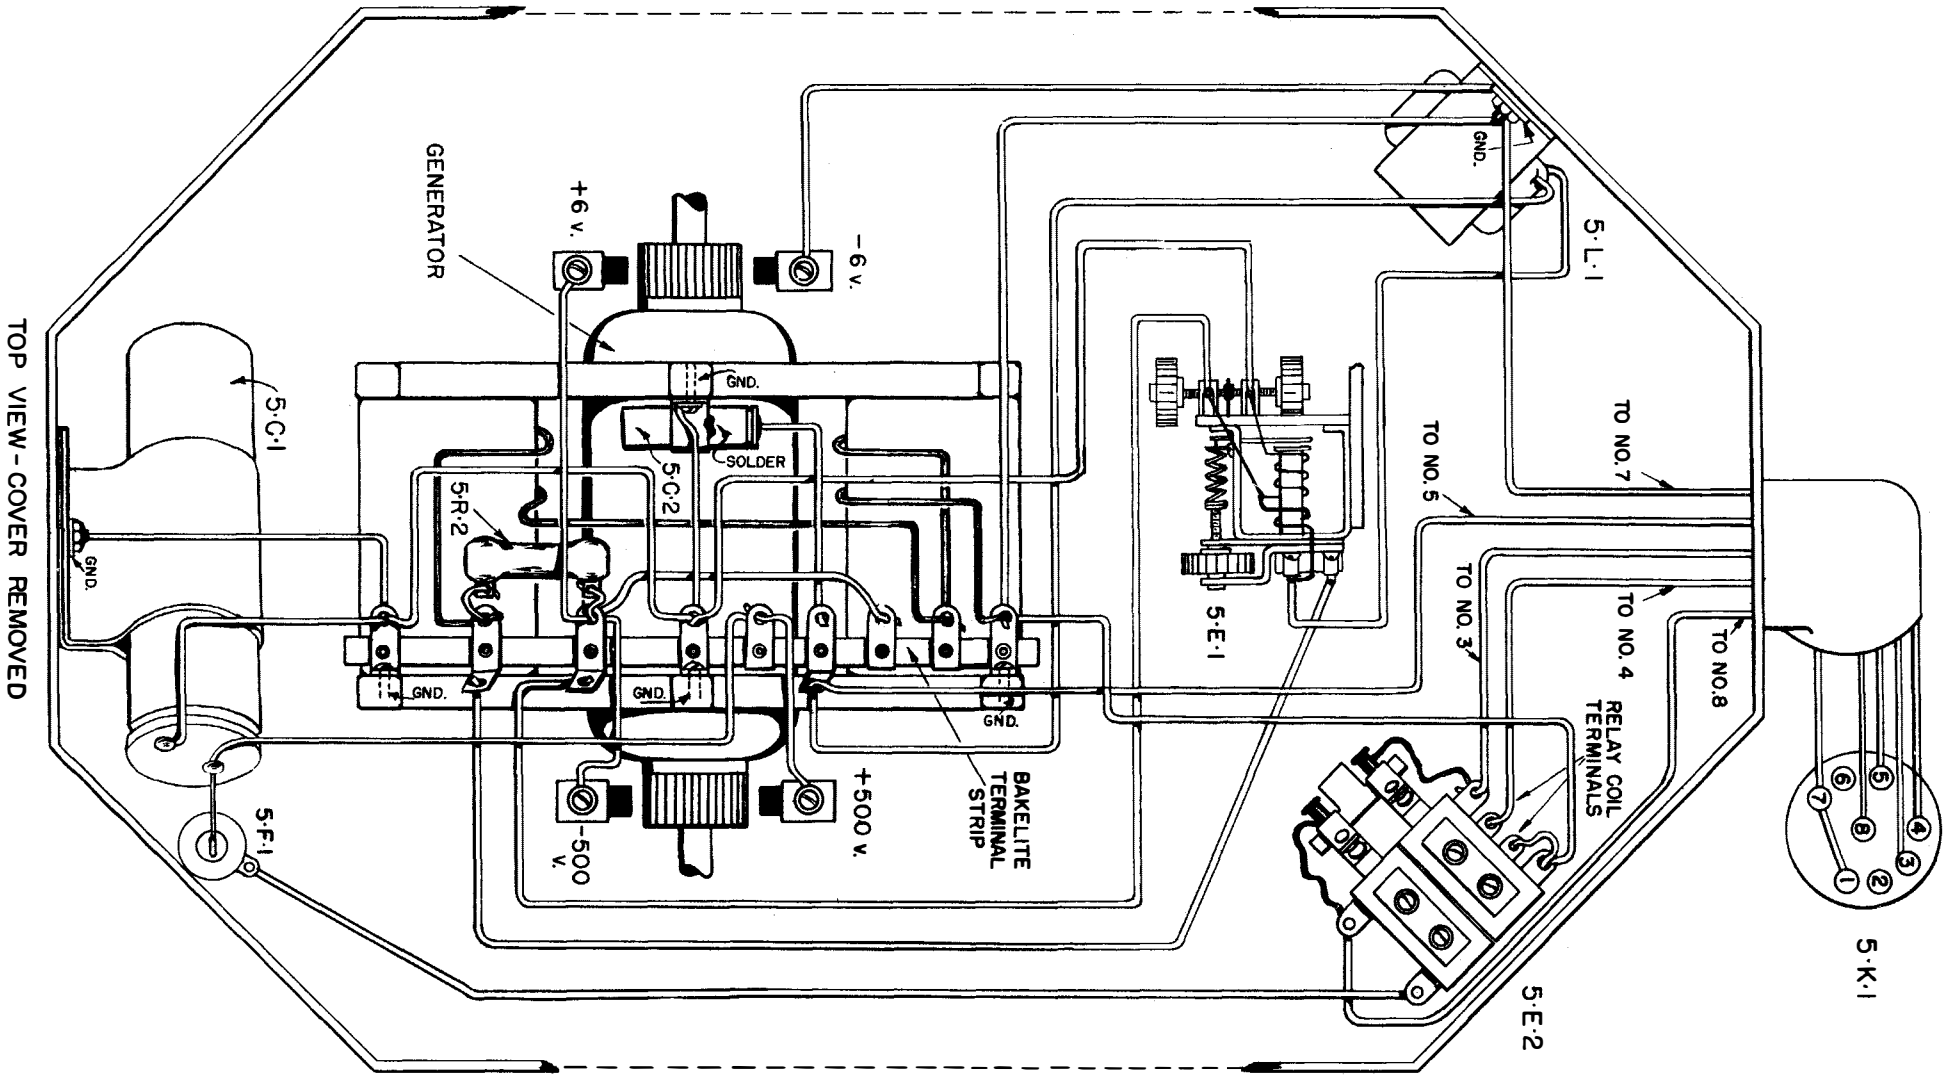 TOP VIEW-COVER REMOVED
GENERATOR
+6 v.
-6 v.
5-L-1
GND.
5-C-1
GND.
5-R-2
5-C-2
SOLDER
GND.
GND.
GND.
GND.
5-E-1
TO NO. 7
TO NO. 5
TO NO. 3
TO NO. 4
TO NO. 8
RELAY COIL
TERMINALS
BAKELITE
TERMINAL
STRIP
+500 v.
-500
v.
5-F-1
5-E-2
5-K-1
1
2
3
4
5
6
7
8